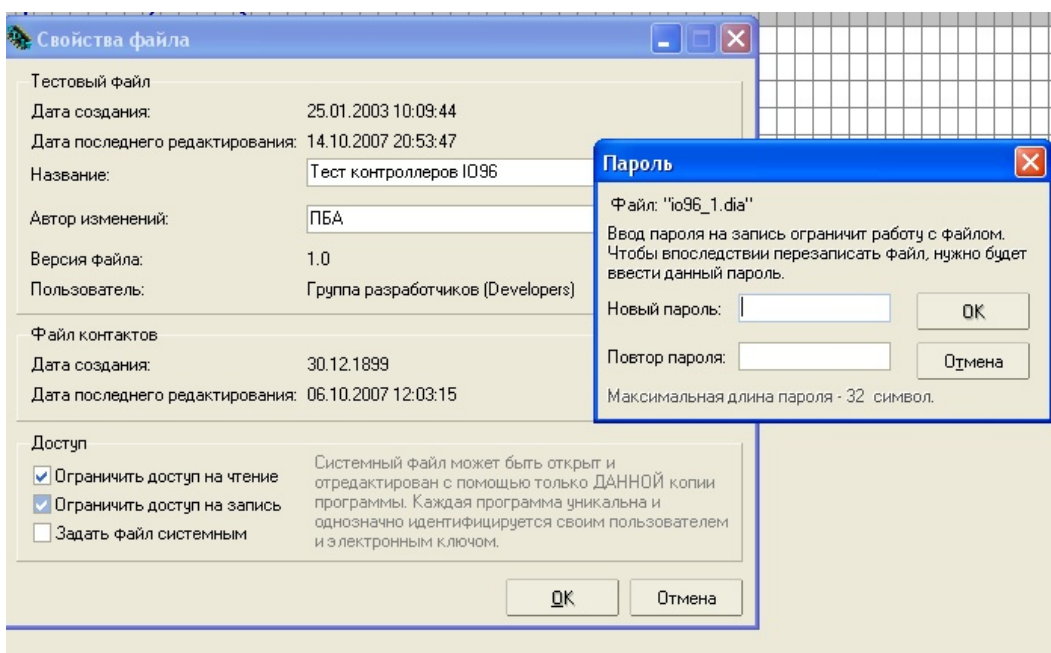 Свойства файла
Тестовый файл
Дата создания: 25.01.2003 10:09:44
Дата последнего редактирования: 14.10.2007 20:53:47
Название: Тест контроллеров IO96
Автор изменений: ПБА
Версия файла: 1.0
Пользователь: Группа разработчиков (Developers)
Файл контактов
Дата создания: 30.12.1899
Дата последнего редактирования: 06.10.2007 12:03:15
Доступ
Ограничить доступ на чтение
Ограничить доступ на запись
Задать файл системным
Системный файл может быть открыт и
отредактирован с помощью только ДАННОЙ копии
программы. Каждая программа уникальна и
однозначно идентифицируется своим пользователем
и электронным ключом.
OK Отмена
Пароль
Файл: "io96_1.dia"
Ввод пароля на запись ограничит работу с файлом.
Чтобы впоследствии перезаписать файл, нужно будет
ввести данный пароль.
Новый пароль: OK
Повтор пароля: Отмена
Максимальная длина пароля - 32 символ.